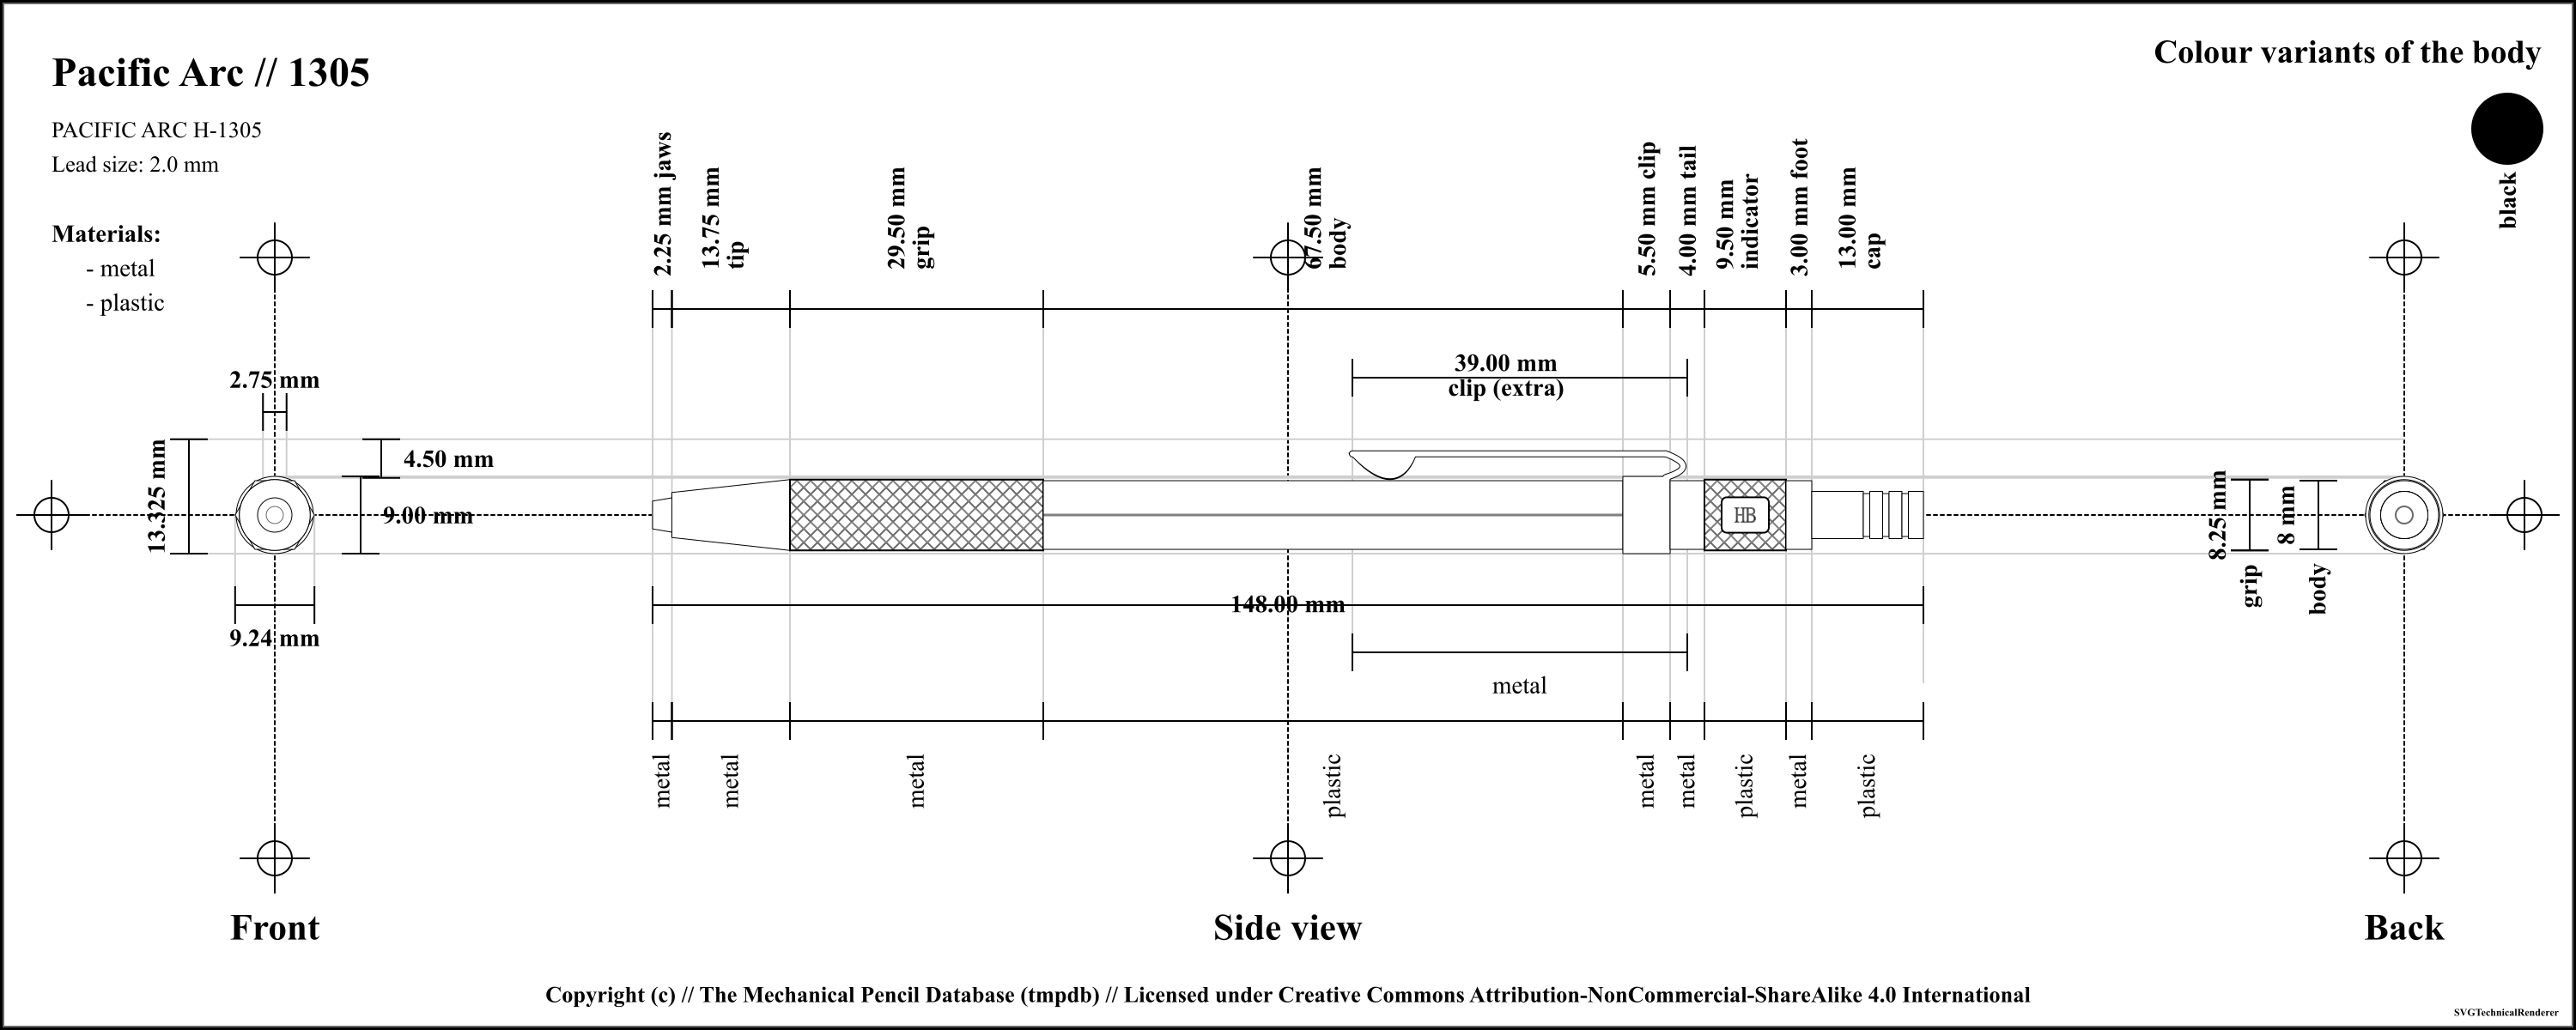 Pacific Arc // 1305
Colour variants of the body
PACIFIC ARC H-1305
Lead size: 2.0 mm
black
Materials:
- metal
- plastic
2.25 mm jaws
13.75 mm
tip
29.50 mm
grip
67.50 mm
body
5.50 mm clip
4.00 mm tail
9.50 mm
indicator
3.00 mm foot
13.00 mm
cap
39.00 mm
clip (extra)
2.75 mm
13.325 mm
4.50 mm
9.00 mm
9.24 mm
HB
8.25 mm
grip
8 mm
body
148.00 mm
metal
metal
metal
metal
plastic
metal
metal
plastic
metal
plastic
Front
Side view
Back
Copyright (c) // The Mechanical Pencil Database (tmpdb) // Licensed under Creative Commons Attribution-NonCommercial-ShareAlike 4.0 International
SVGTechnicalRenderer